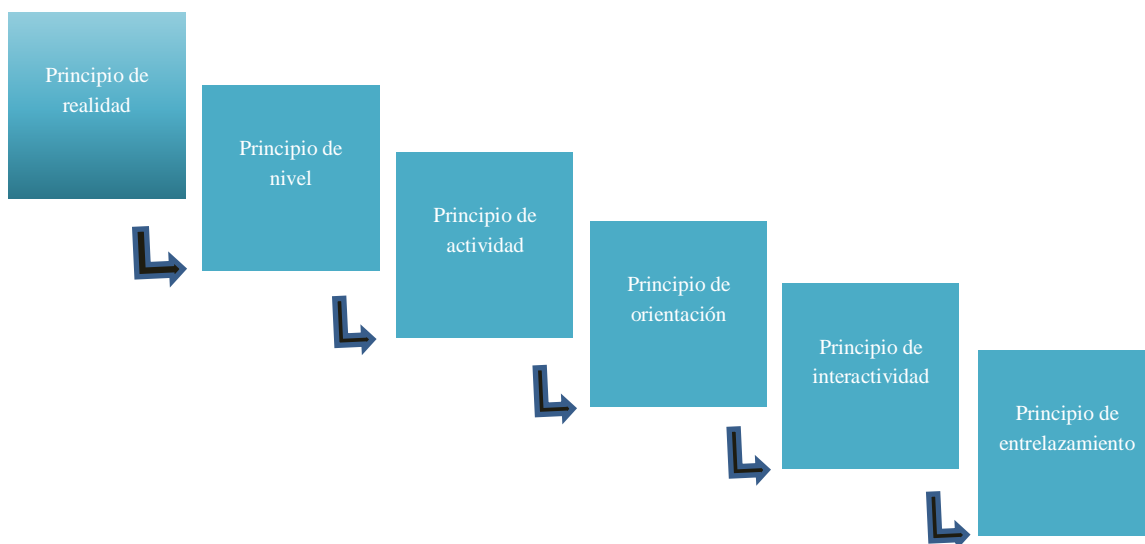 Principio de
realidad
Principio de
nivel
Principio de
actividad
Principio de
orientación
Principio de
interactividad
Principio de
entrelazamiento